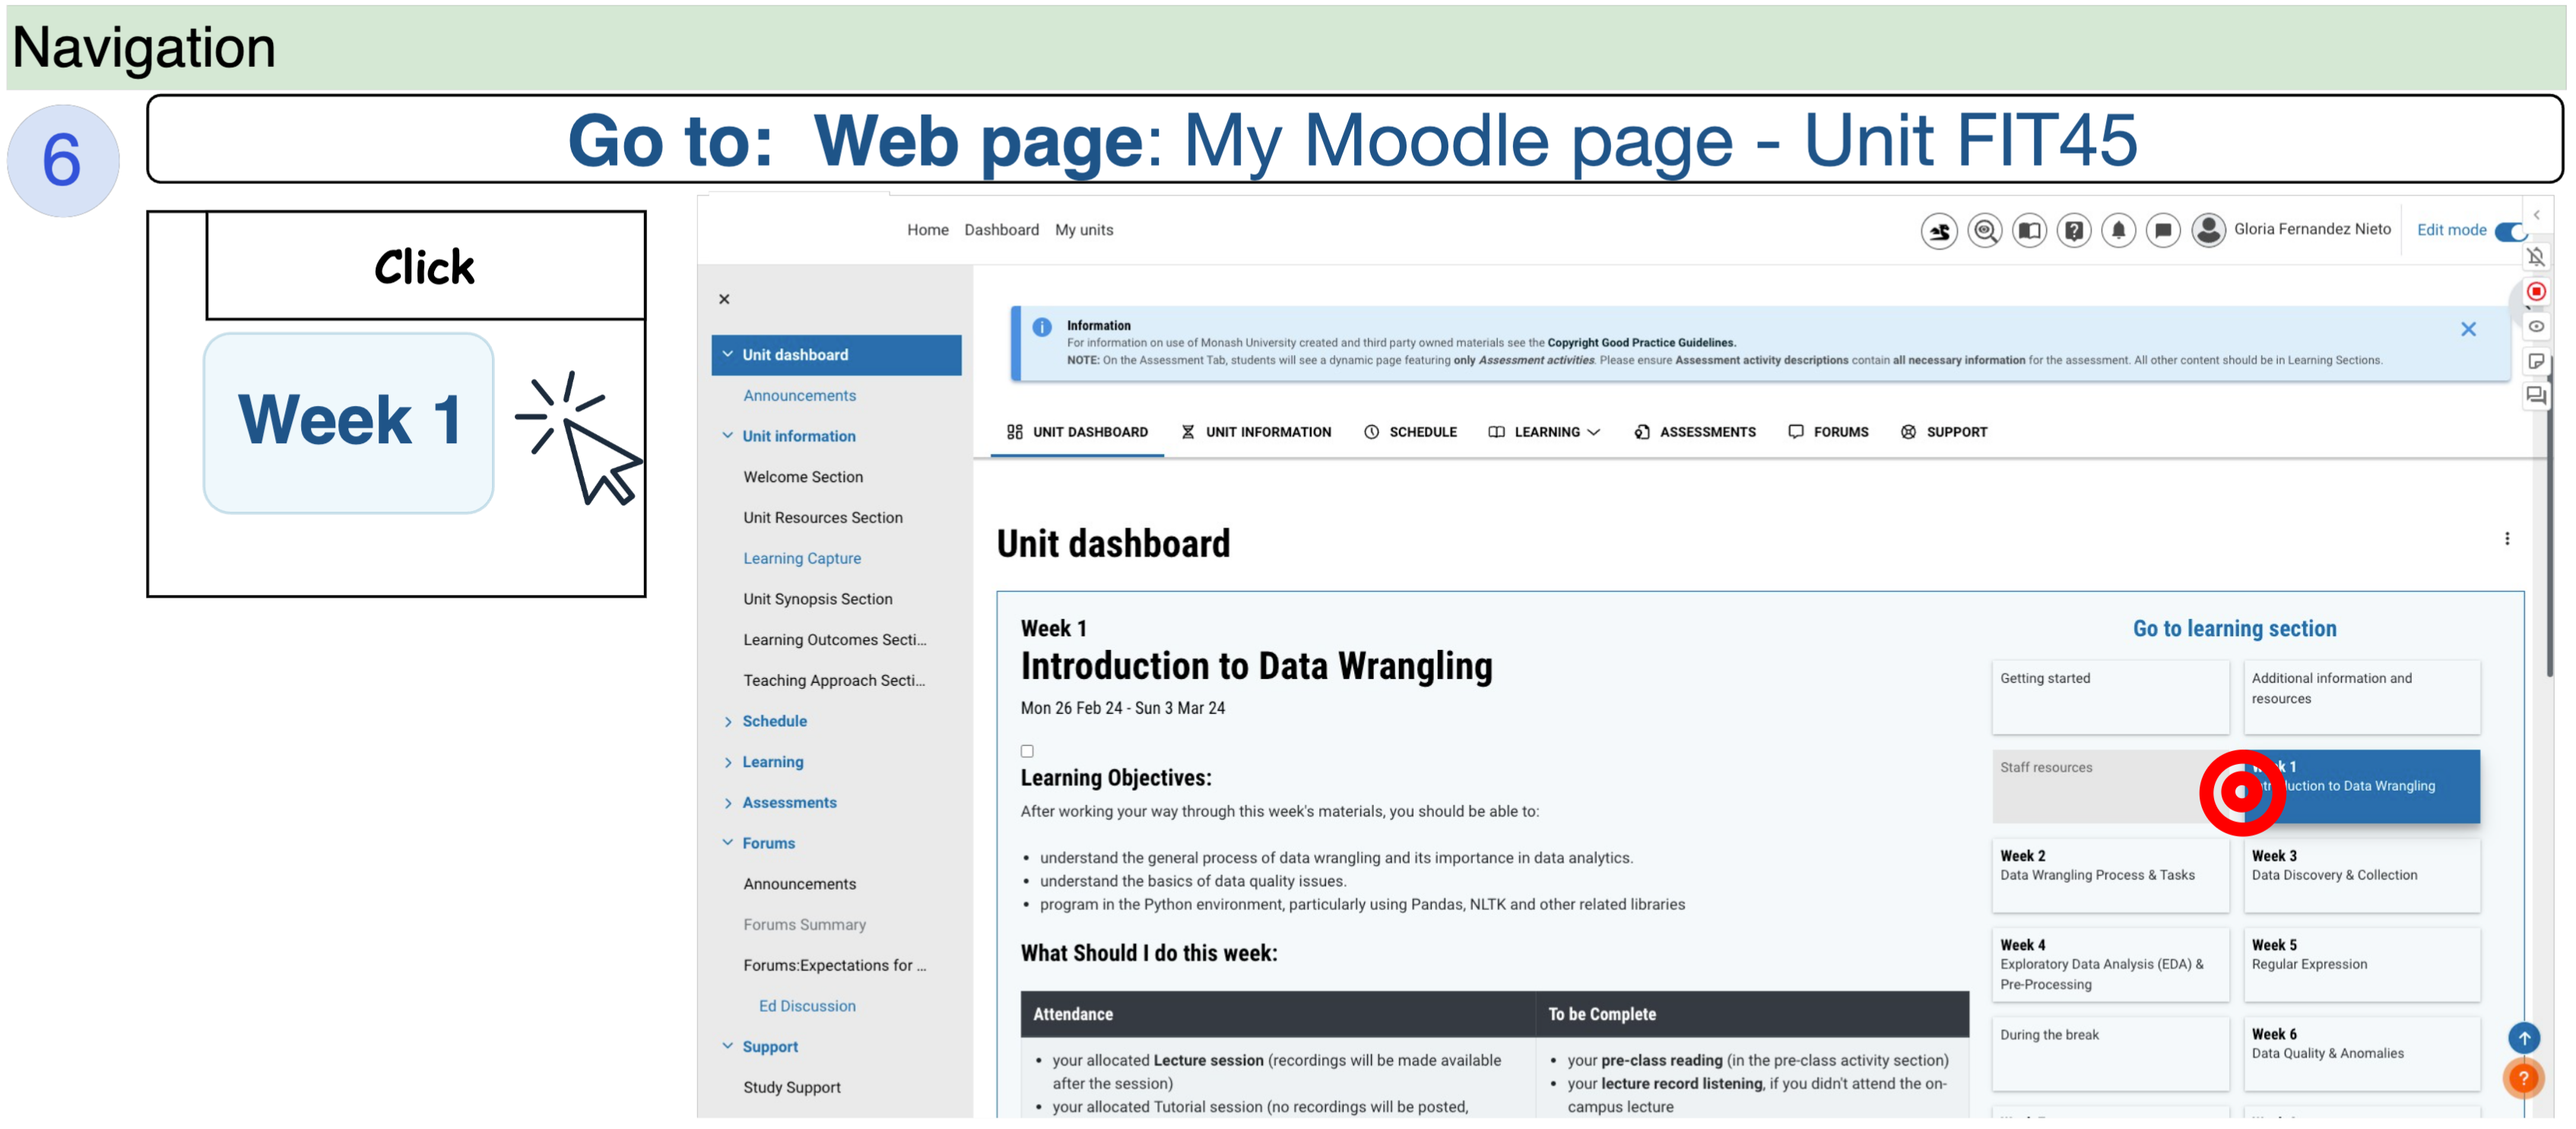 Navigation
6
Go to: Web page: My Moodle page - Unit FIT45
Click
Week 1
Home Dashboard My units
Gloria Fernandez Nieto
Edit mode
Unit dashboard
Announcements
Unit information
Welcome Section
Unit Resources Section
Learning Capture
Unit Synopsis Section
Learning Outcomes Secti...
Teaching Approach Secti...
Schedule
Learning
Assessments
Forums
Announcements
Forums Summary
Forums:Expectations for ...
Ed Discussion
Support
Study Support
Information
For information on use of Monash University created and third party owned materials see the Copyright Good Practice Guidelines.
NOTE: On the Assessment Tab, students will see a dynamic page featuring only Assessment activities. Please ensure Assessment activity descriptions contain all necessary information for the assessment. All other content should be in Learning Sections.
UNIT DASHBOARD UNIT INFORMATION SCHEDULE LEARNING ASSESSMENTS FORUMS SUPPORT
Unit dashboard
Week 1
Introduction to Data Wrangling
Mon 26 Feb 24 - Sun 3 Mar 24
Learning Objectives:
After working your way through this week's materials, you should be able to:
• understand the general process of data wrangling and its importance in data analytics.
• understand the basics of data quality issues.
• program in the Python environment, particularly using Pandas, NLTK and other related libraries
What Should I do this week:
Attendance
• your allocated Lecture session (recordings will be made available
after the session)
• your allocated Tutorial session (no recordings will be posted,
To be Complete
• your pre-class reading (in the pre-class activity section)
• your lecture record listening, if you didn't attend the on-
campus lecture
Go to learning section
Getting started
Additional information and
resources
Staff resources
1
to Data Wrangling
Week 2
Data Wrangling Process & Tasks
Week 3
Data Discovery & Collection
Week 4
Exploratory Data Analysis (EDA) &
Pre-Processing
Week 5
Regular Expression
During the break
Week 6
Data Quality & Anomalies
?